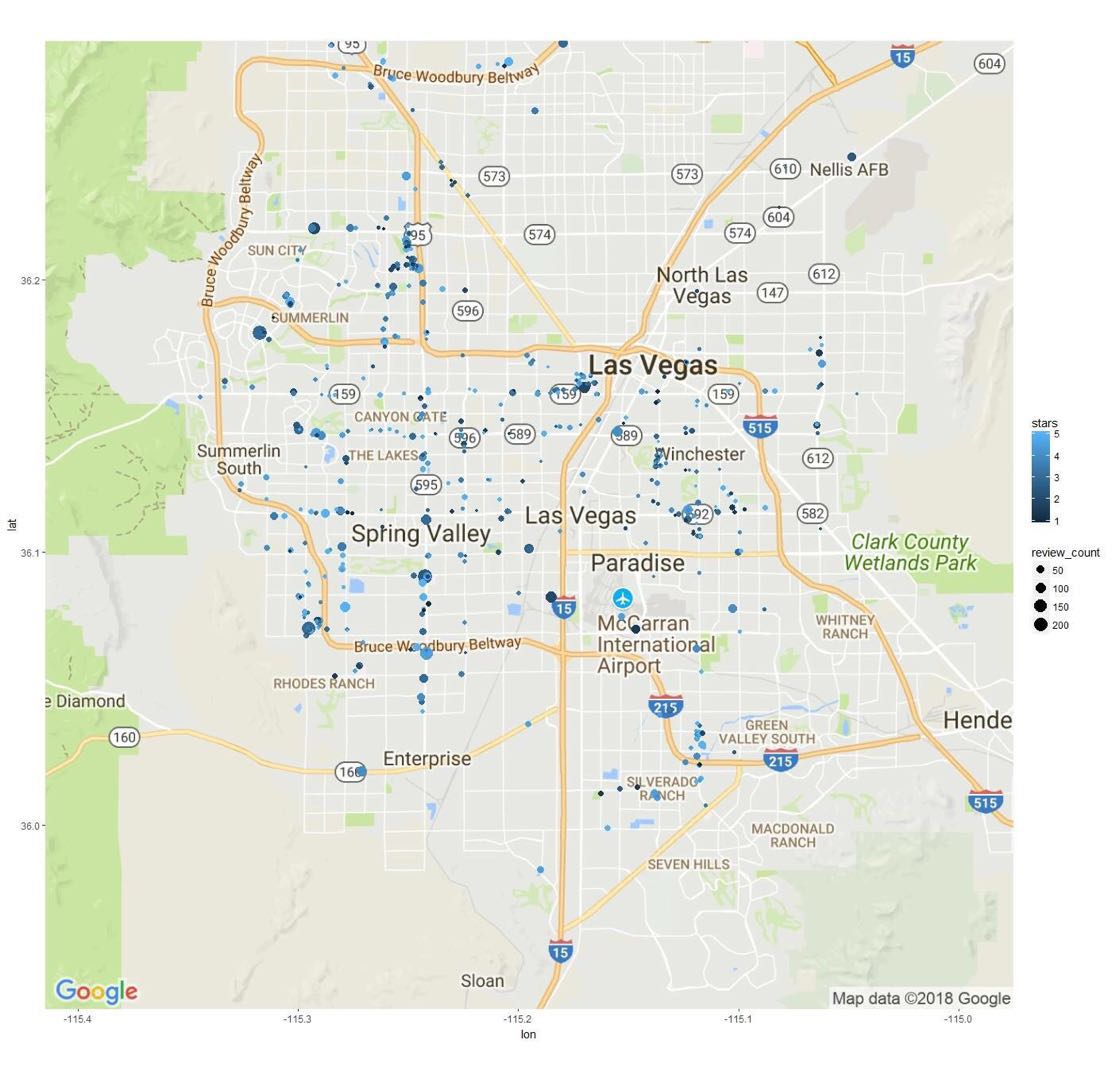 95
Bruce Woodbury Beltway
15
604
573
573
610
Nellis AFB
Bruce Woodbury Beltway
604
95
574
574
SUN CITY
36.2
North Las
Vegas
612
147
596
SUMMERLIN
Las Vegas
159
159
159
CANYON GATE
515
596
589
589
Summerlin
South
THE LAKES
Winchester
612
595
592
582
Las Vegas
lat
Spring Valley
36.1
Paradise
Clark County
Wetlands Park
15
McCarran
International
Airport
WHITNEY
RANCH
Bruce Woodbury Beltway
RHODES RANCH
e Diamond
215
160
GREEN
VALLEY SOUTH
Hende
Enterprise
215
160
SILVERADO
RANCH
515
36.0
MACDONALD
RANCH
SEVEN HILLS
15
Sloan
Google
Map data ©2018 Google
-115.4
-115.3
-115.2
-115.1
-115.0
lon
stars
5
4
3
2
1
review_count
50
100
150
200